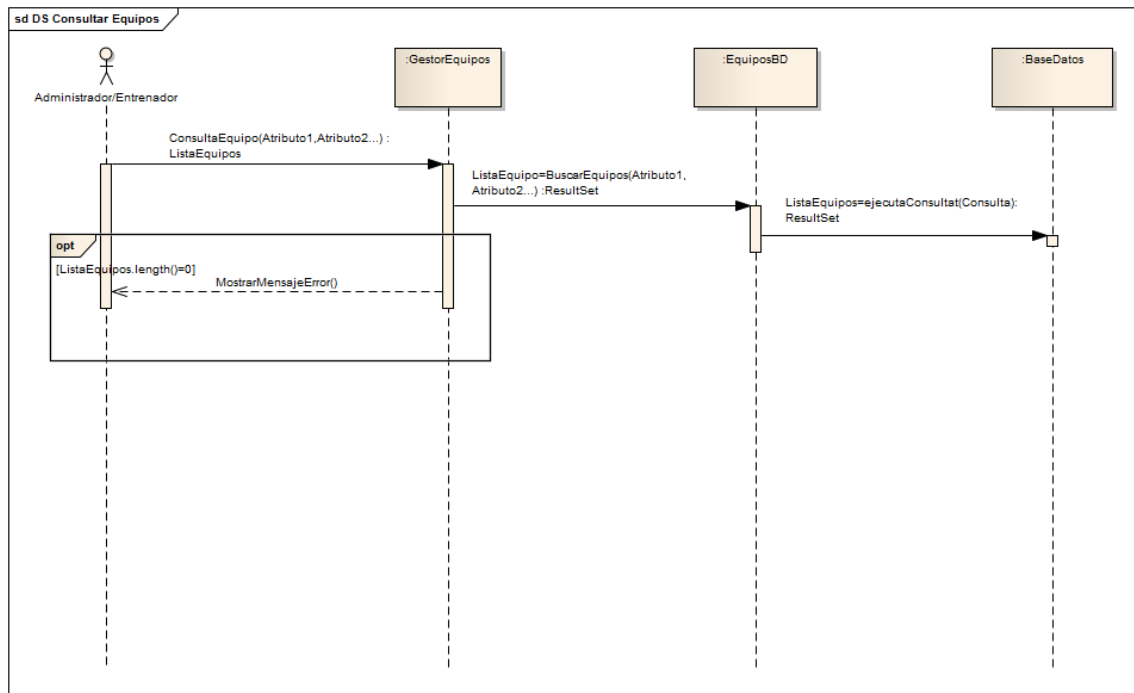 sd DS Consultar Equipos
Administrador/Entrenador
:GestorEquipos
:EquiposBD
:BaseDatos
ConsultaEquipo(Atributo1,Atributo2...) :
ListaEquipos
ListaEquipo=BuscarEquipos(Atributo1,
Atributo2...) :ResultSet
ListaEquipos=ejecutaConsultat(Consulta):
ResultSet
opt
[ListaEquipos.length()=0]
MostrarMensajeError()